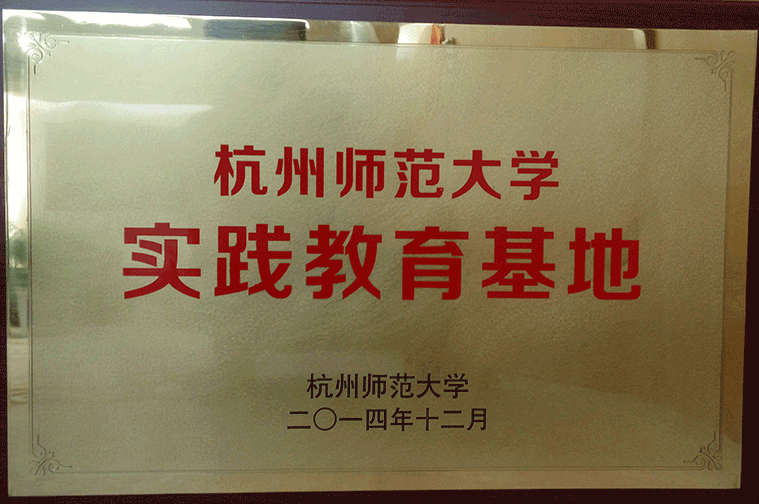 杭州师范大学
实践教育基地
杭州师范大学
二〇一四年十二月